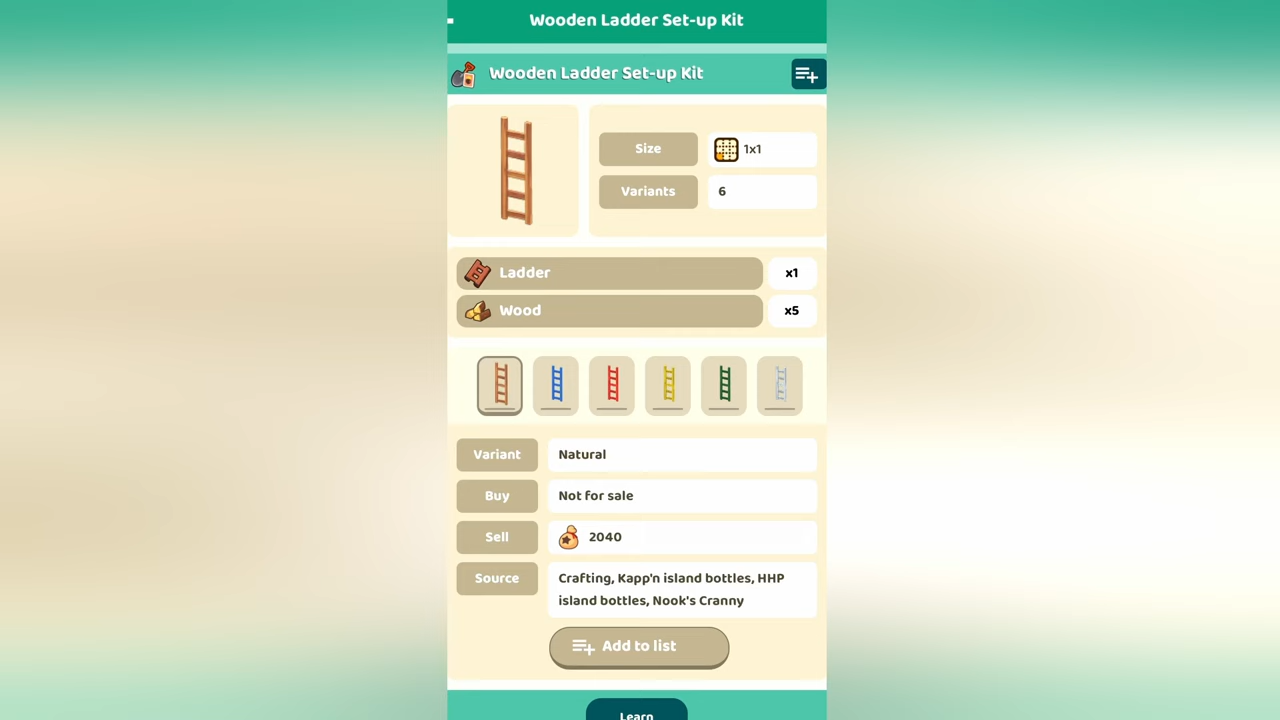 Wooden Ladder Set-up Kit
Wooden Ladder Set-up Kit
Size
1x1
Variants
6
Ladder
x1
Wood
x5
Variant
Natural
Buy
Not for sale
Sell
2040
Source
Crafting, Kapp'n island bottles, HHP
island bottles, Nook's Cranny
Add to list
Learn